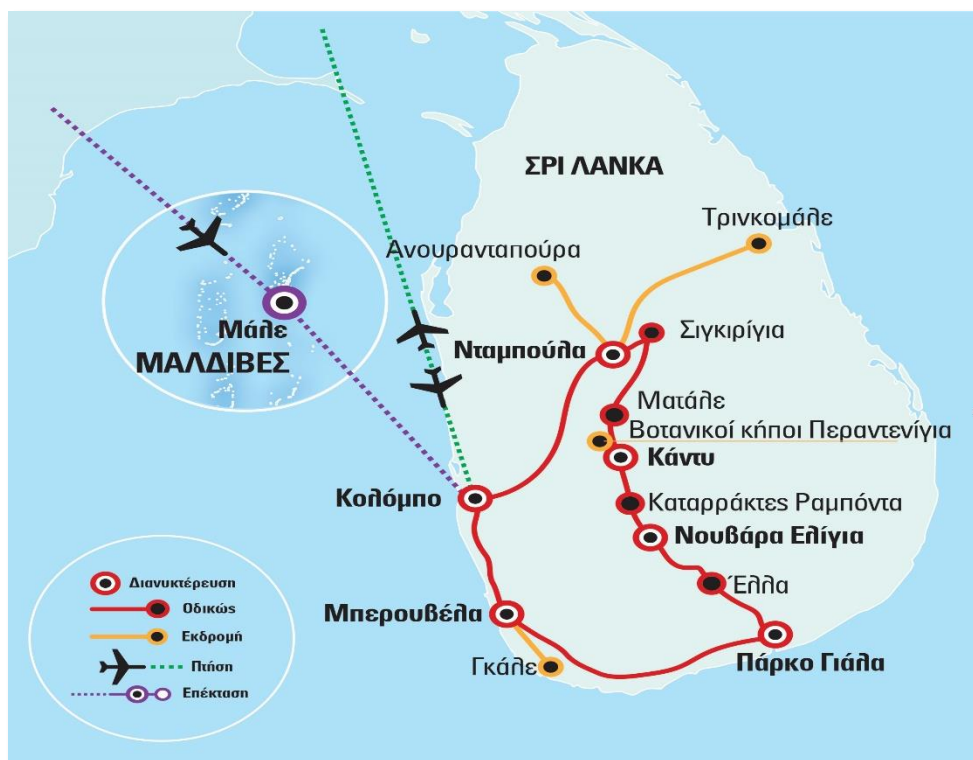 ΣΡΙ ΛΑΝΚΑ
Τρινκομάλε
Ανουρανταπούρα
Σιγκιρίγια
Μάλε
ΜΑΛΔΙΒΕΣ
Νταμπούλα
Ματάλε
Βοτανικοί κήποι Περαντενίγια
Κάντυ
Κολόμπο
Καταρράκτες Ραμπόντα
Νουβάρα Ελίγια
Έλλα
Μπερουβέλα
Γκάλε
Πάρκο Γιάλα
Διανυκτέρευση
Οδικώς
Εκδρομή
Πτήση
Επέκταση